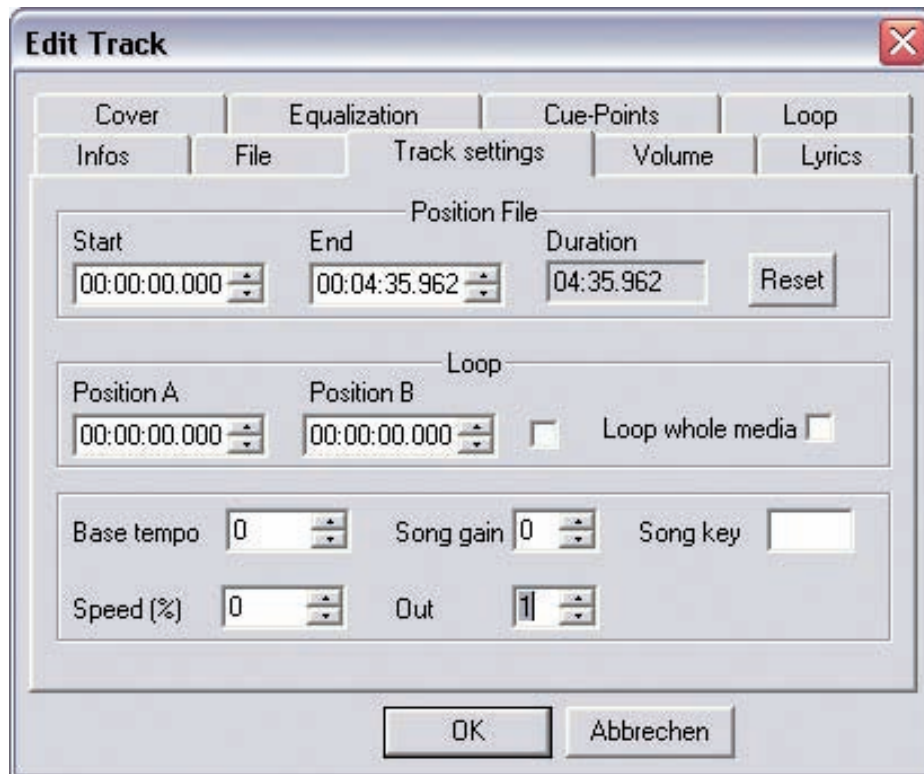 Edit Track
Cover Equalization Cue-Points Loop
Infos File Track settings Volume Lyrics
Position File
Start End Duration
00:00:00.000 00:04:35.962 04:35.962 Reset
Loop
Position A Position B
00:00:00.000 00:00:00.000 Loop whole media
Base tempo 0 Song gain 0 Song key
Speed (%) 0 Out 1
OK Abbrechen